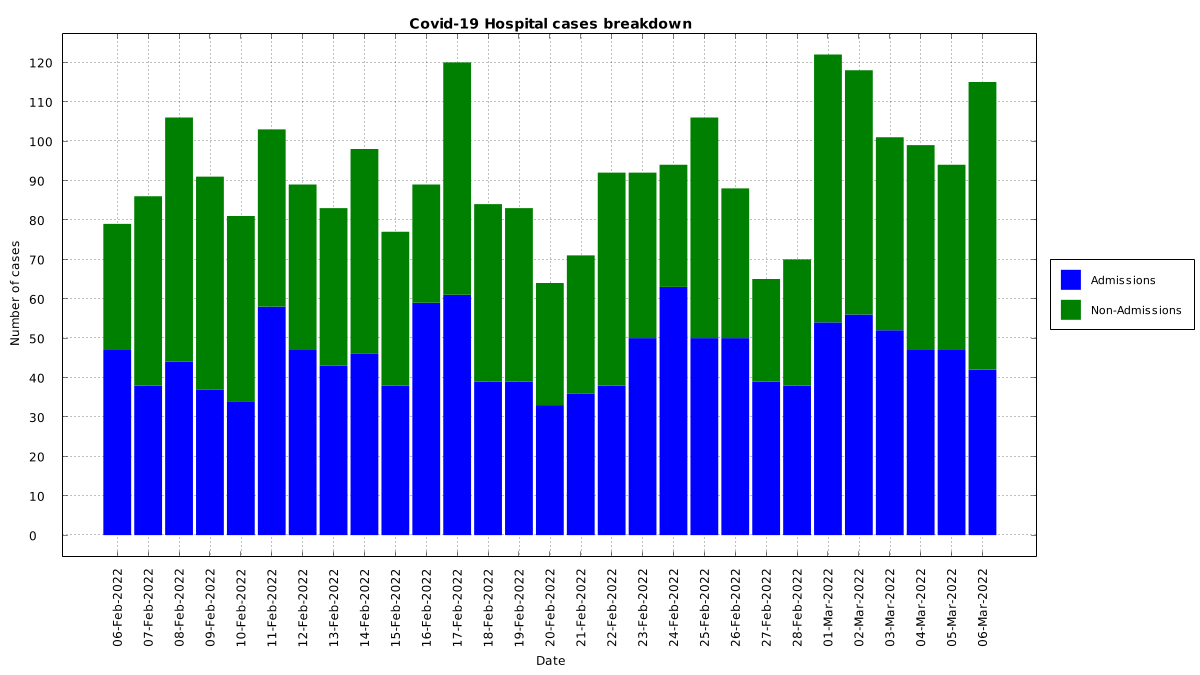 Covid-19 Hospital cases breakdown
120
110
100
90
80
70
60
50
40
30
20
10
0
Number of cases
06-Feb-2022
07-Feb-2022
08-Feb-2022
09-Feb-2022
10-Feb-2022
11-Feb-2022
12-Feb-2022
13-Feb-2022
14-Feb-2022
15-Feb-2022
16-Feb-2022
17-Feb-2022
18-Feb-2022
19-Feb-2022
20-Feb-2022
21-Feb-2022
22-Feb-2022
23-Feb-2022
24-Feb-2022
25-Feb-2022
26-Feb-2022
27-Feb-2022
28-Feb-2022
01-Mar-2022
02-Mar-2022
03-Mar-2022
04-Mar-2022
05-Mar-2022
06-Mar-2022
Date
Admissions
Non-Admissions